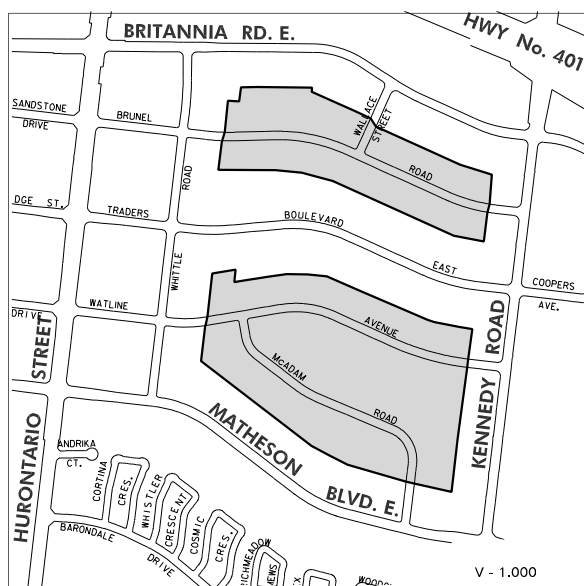 BRITANNIA RD. E.
HWY No. 401
SANDSTONE
DRIVE
BRUNEL
WALLACE
STREET
ROAD
ROAD
DGE ST.
TRADERS
BOULEVARD
EAST
WHITTLE
COOPERS
AVE.
WATLINE
AVENUE
DRIVE
STREET
ROAD
McADAM
ROAD
KENNEDY
HURONTARIO
MATHESON
BLVD. E.
ANDRIKA
CT.
CORTINA
CRES.
WHISTLER
CRESCENT
COSMIC
CRES.
BARONDALE
DRIVE
RICHMEADOW
MEWS
V - 1.000